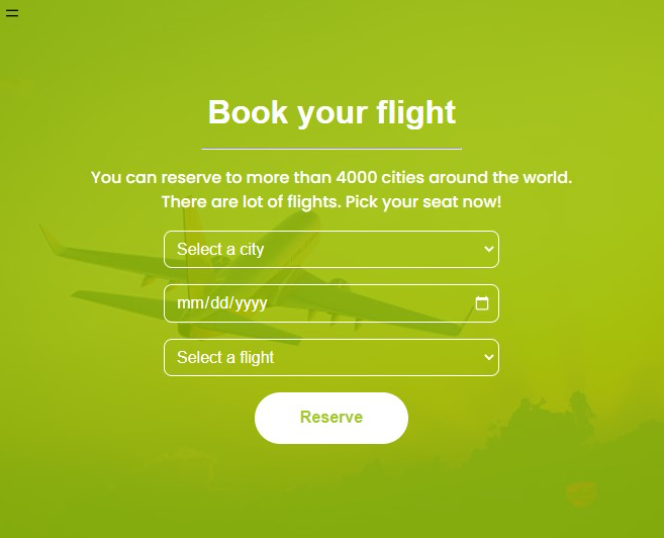 Book your flight
You can reserve to more than 4000 cities around the world.
There are lot of flights. Pick your seat now!
Select a city
mm/dd/yyyy
Select a flight
Reserve